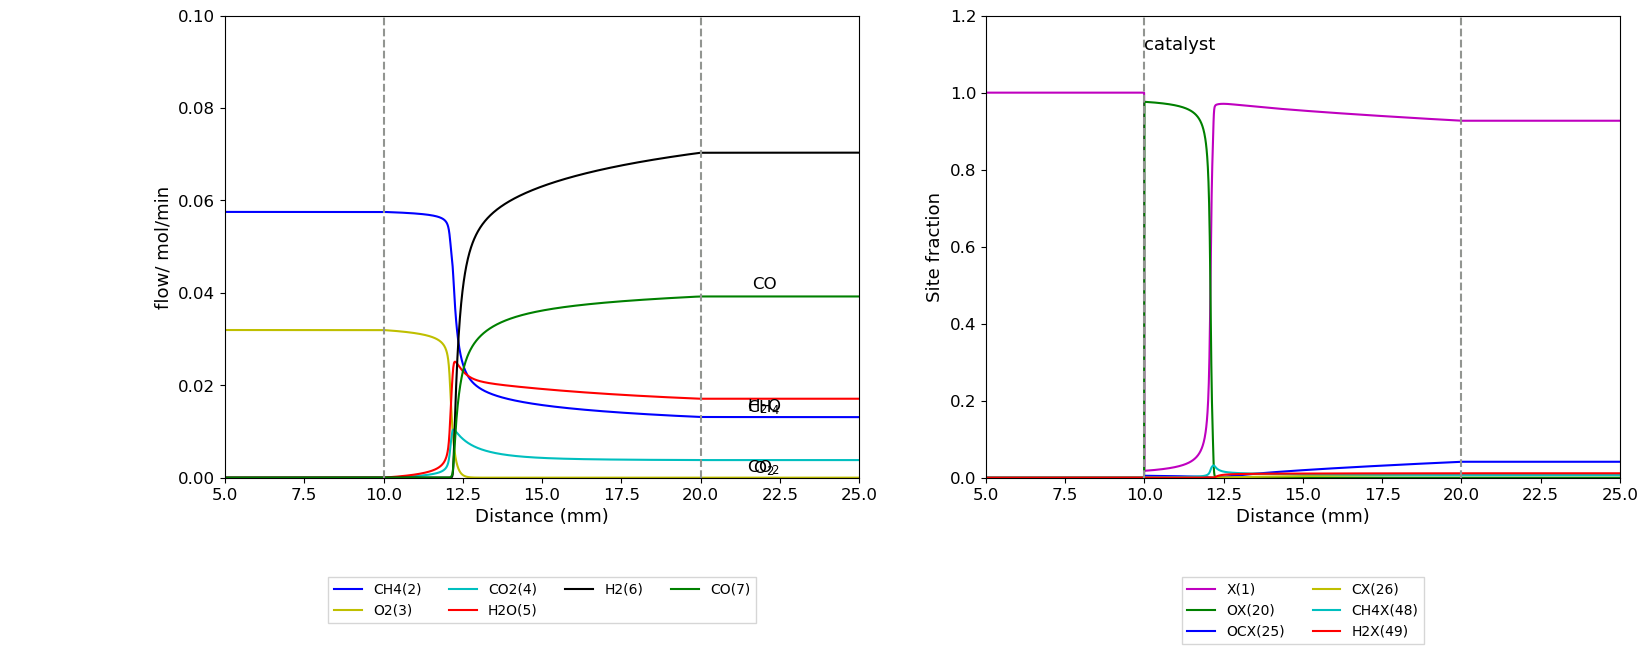 0.10
0.08
0.06
0.04
0.02
0.00
flow/ mol/min
CO
5.0 7.5 10.0 12.5 15.0 17.5 20.0 22.5 25.0
Distance (mm)
CH4(2) CO2(4) H2(6) CO(7)
O2(3) H2O(5)
catalyst
1.2
1.0
0.8
0.6
0.4
0.2
0.0
Site fraction
5.0 7.5 10.0 12.5 15.0 17.5 20.0 22.5 25.0
Distance (mm)
X(1) CX(26)
OX(20) CH4X(48)
OCX(25) H2X(49)